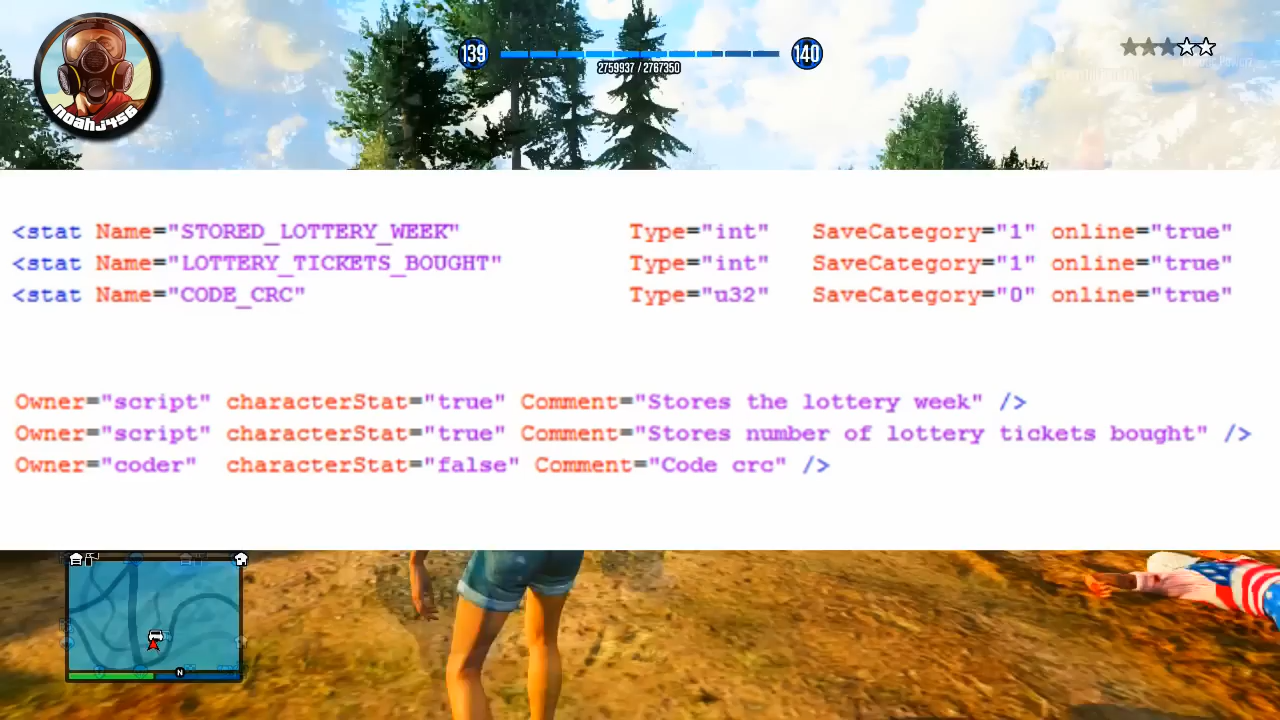 139 140
2759937 / 2767350
noahj456
<stat Name="STORED_LOTTERY_WEEK" Type="int" SaveCategory="1" online="true"
<stat Name="LOTTERY_TICKETS_BOUGHT" Type="int" SaveCategory="1" online="true"
<stat Name="CODE_CRC" Type="u32" SaveCategory="0" online="true"
Owner="script" characterStat="true" Comment="Stores the lottery week" />
Owner="script" characterStat="true" Comment="Stores number of lottery tickets bought" />
Owner="coder" characterStat="false" Comment="Code crc" />
N